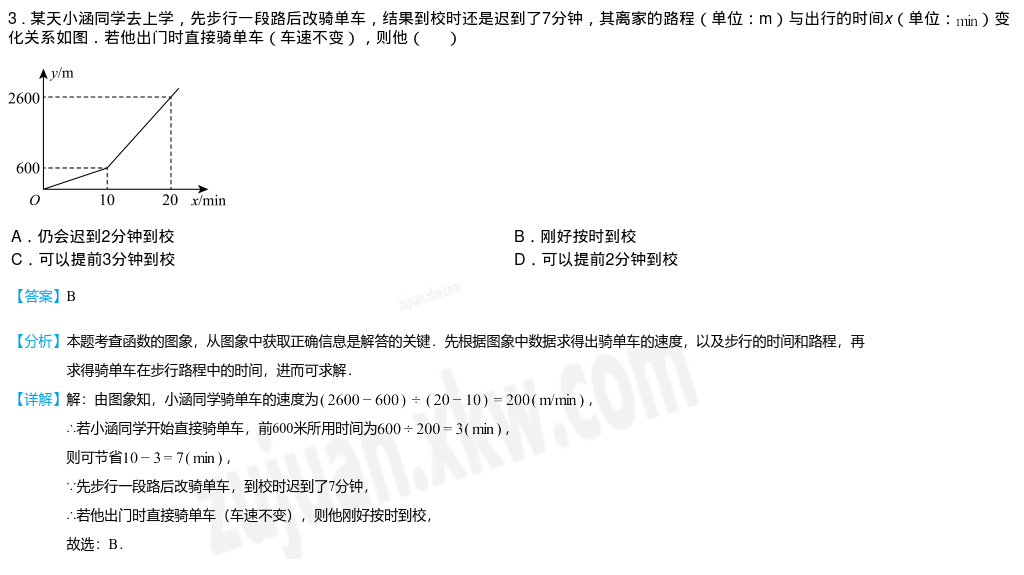 3．某天小涵同学去上学，先步行一段路后改骑单车，结果到校时还是迟到了7分钟，其离家的路程（单位：m）与出行的时间x（单位：min）变
化关系如图．若他出门时直接骑单车（车速不变），则他（　　）
y/m
2600
600
O 10 20 x/min
A．仍会迟到2分钟到校 B．刚好按时到校
C．可以提前3分钟到校 D．可以提前2分钟到校
【答案】B
【分析】本题考查函数的图象，从图象中获取正确信息是解答的关键．先根据图象中数据求得出骑单车的速度，以及步行的时间和路程，再
求得骑单车在步行路程中的时间，进而可求解．
【详解】解：由图象知，小涵同学骑单车的速度为(2600－600)÷(20－10)=200(m/min)，
∴若小涵同学开始直接骑单车，前600米所用时间为600÷200=3(min)，
则可节省10－3=7(min)，
∵先步行一段路后改骑单车，到校时迟到了7分钟，
∴若他出门时直接骑单车（车速不变），则他刚好按时到校，
故选：B．
zujuan.xkw.com
zujuan.xkw.com